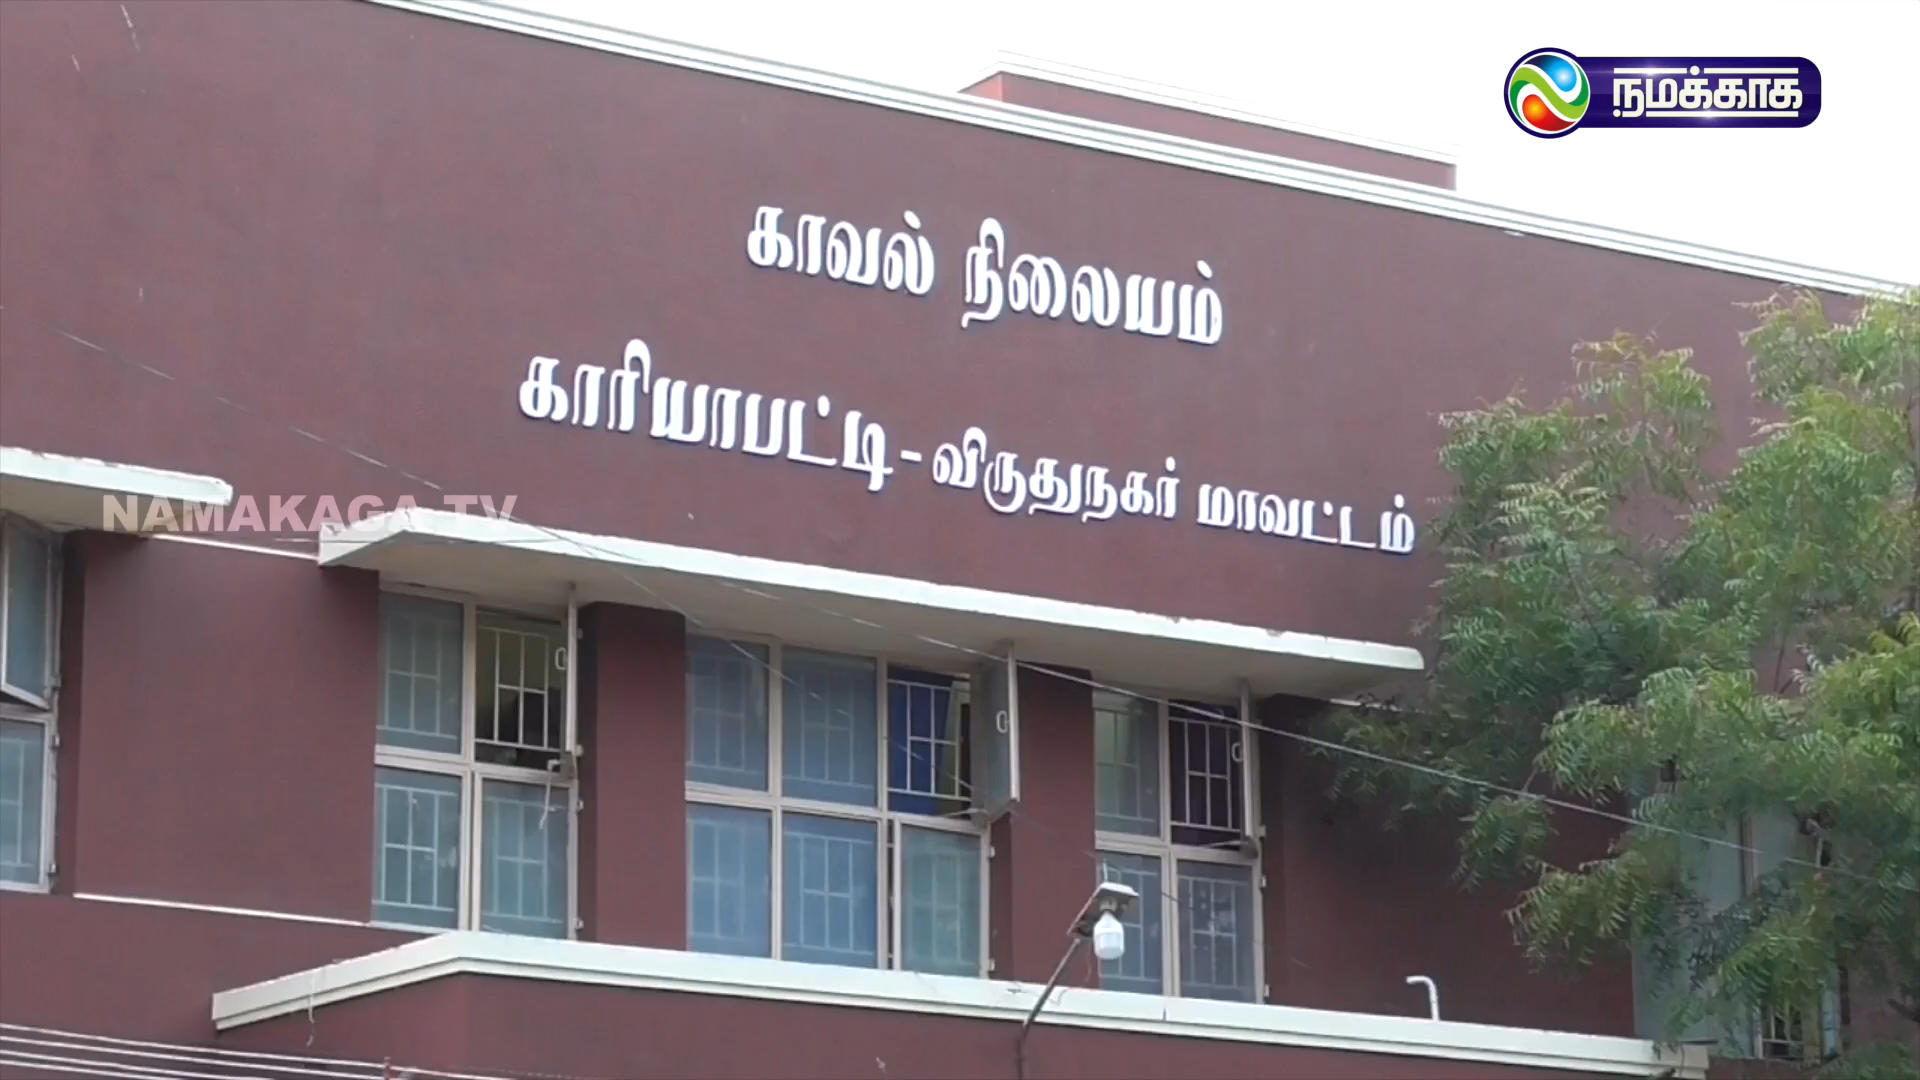 நமக்காக
காவல் நிலையம்
காரியாபட்டி - விருதுநகர் மாவட்டம்
NAMAKAGA TV